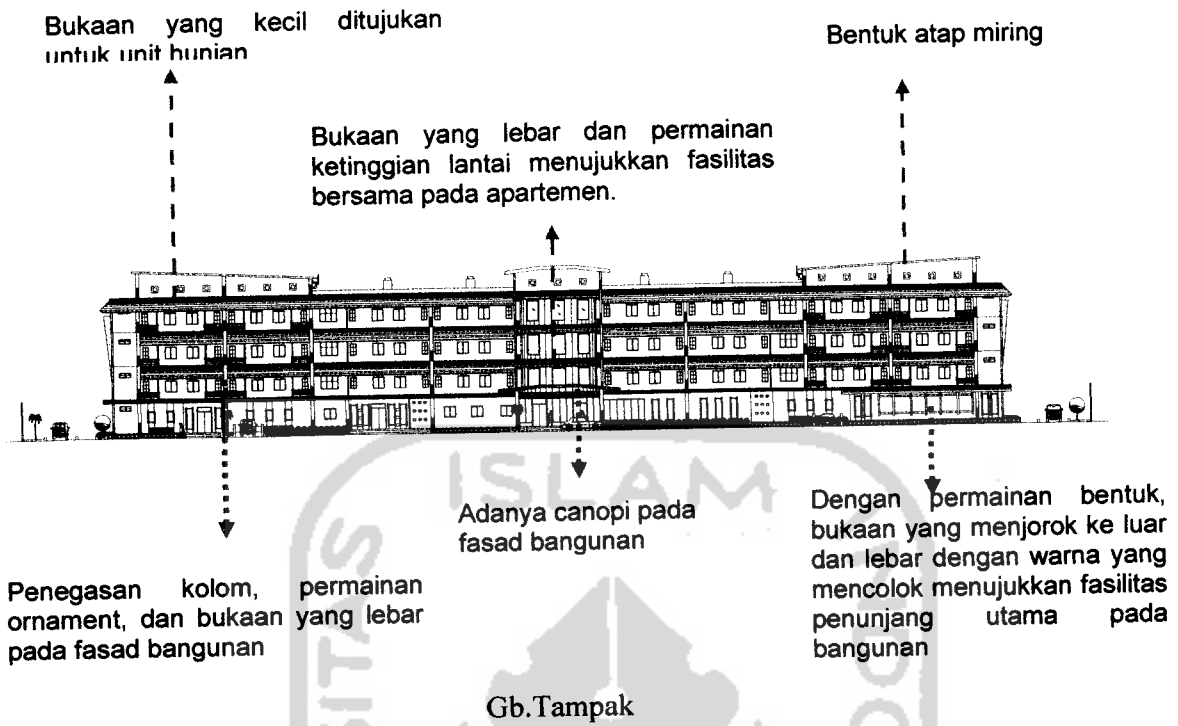 Bukaan yang kecil ditujukan
untuk unit hunian
Bentuk atap miring
Bukaan yang lebar dan permainan
ketinggian lantai menujukkan fasilitas
bersama pada apartemen.
ISLAM
Adanya canopi pada
fasad bangunan
Dengan permainan bentuk,
bukaan yang menjorok ke luar
dan lebar dengan warna yang
mencolok menujukkan fasilitas
penunjang utama pada
bangunan
Penegasan kolom, permainan
ornament, dan bukaan yang lebar
pada fasad bangunan
Gb.Tampak